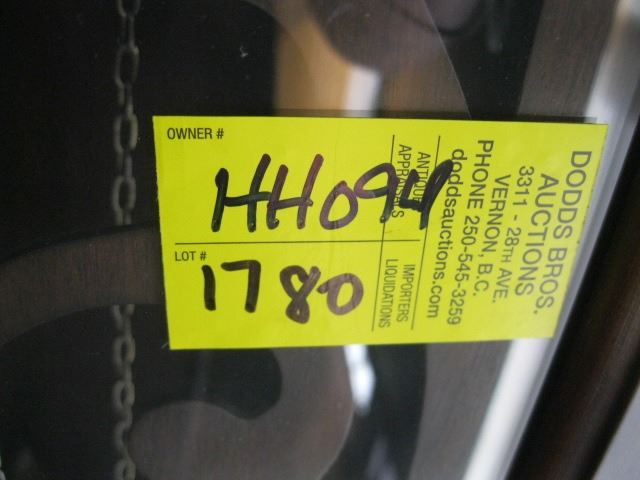 OWNER #
HH094
LOT #
1780
ANTIQUES
APPRAISALS
IMPORTERS
LIQUIDATIONS
DODDS BROS.
AUCTIONS
3311 - 28TH AVE.
VERNON, B.C.
PHONE 250-545-3259
doddsauctions.com